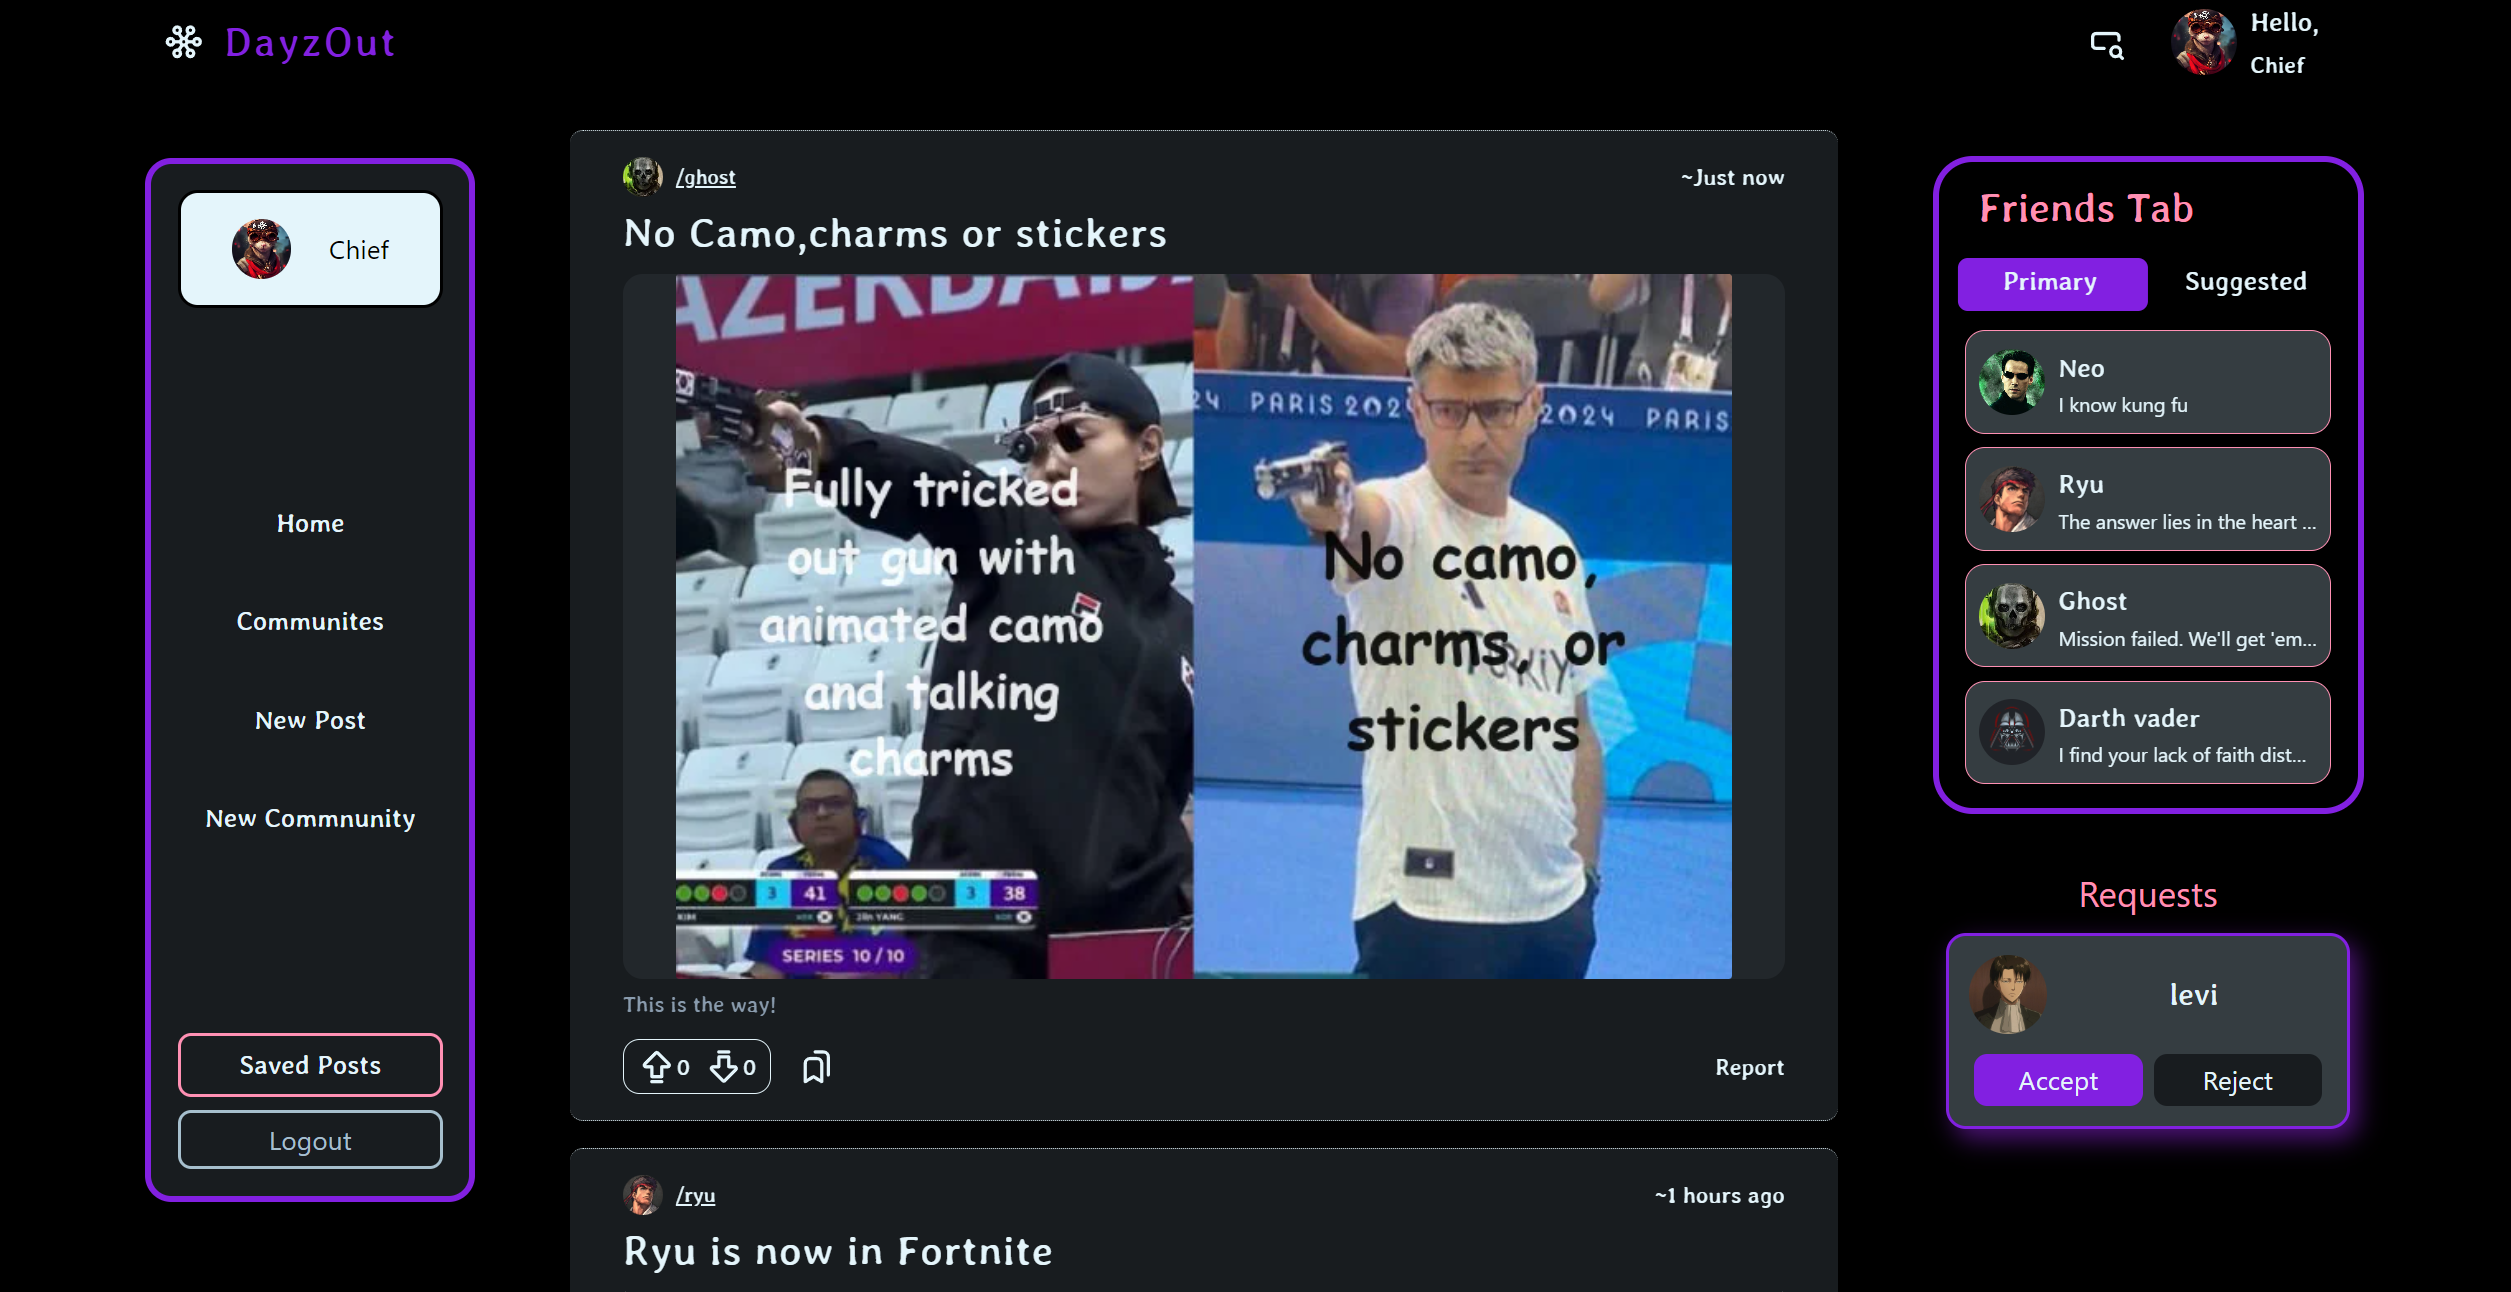 DayzOut
Hello,
Chief
Chief
Home
Communites
New Post
New Commnunity
Saved Posts
Logout
/ghost
~Just now
No Camo,charms or stickers
AZERBAIJ
PARIS 202
2024 PARIS
Fully tricked
out gun with
animated camo
and talking
charms
No camo,
charms, or
stickers
3 41
3 38
KIM
YANG
SERIES 10/10
This is the way!
0 0
Report
/ryu
~1 hours ago
Ryu is now in Fortnite
Friends Tab
Primary Suggested
Neo
I know kung fu
Ryu
The answer lies in the heart ...
Ghost
Mission failed. We'll get 'em...
Darth vader
I find your lack of faith dist...
Requests
levi
Accept Reject